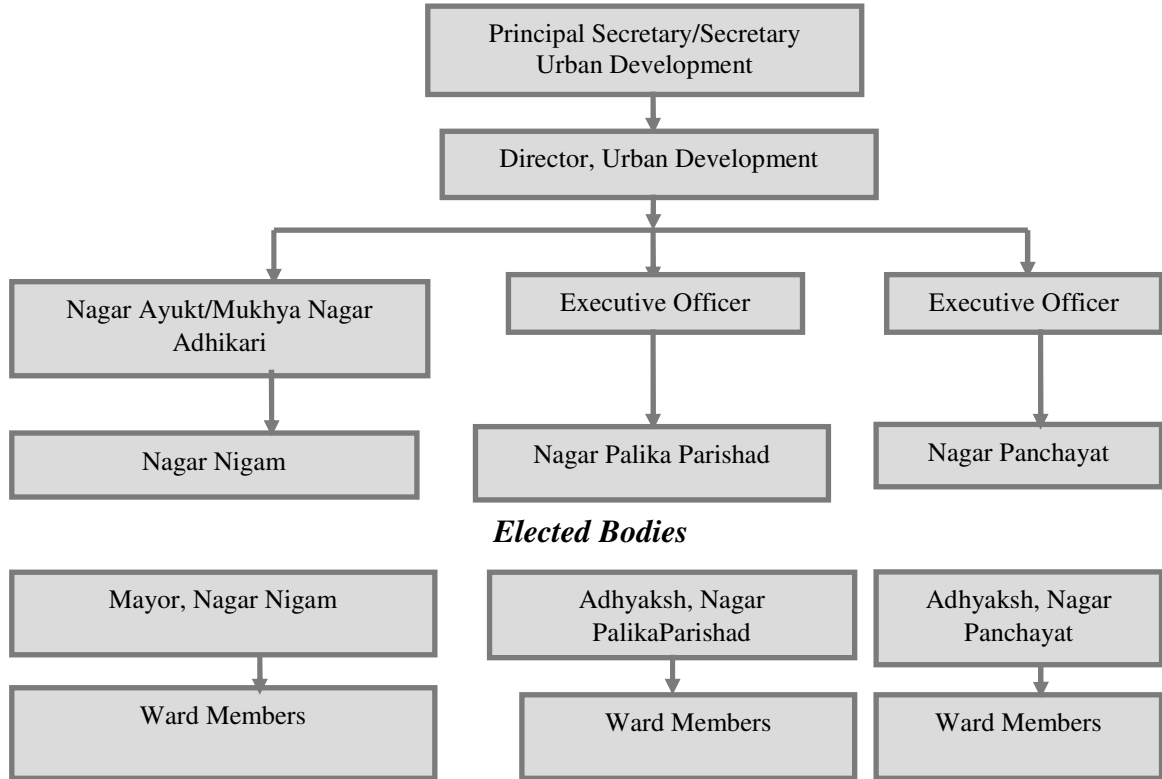 Principal Secretary/Secretary
Urban Development
Director, Urban Development
Nagar Ayukt/Mukhya Nagar
Adhikari
Executive Officer
Executive Officer
Nagar Nigam
Nagar Palika Parishad
Nagar Panchayat
Elected Bodies
Mayor, Nagar Nigam
Adhyaksh, Nagar
PalikaParishad
Adhyaksh, Nagar
Panchayat
Ward Members
Ward Members
Ward Members